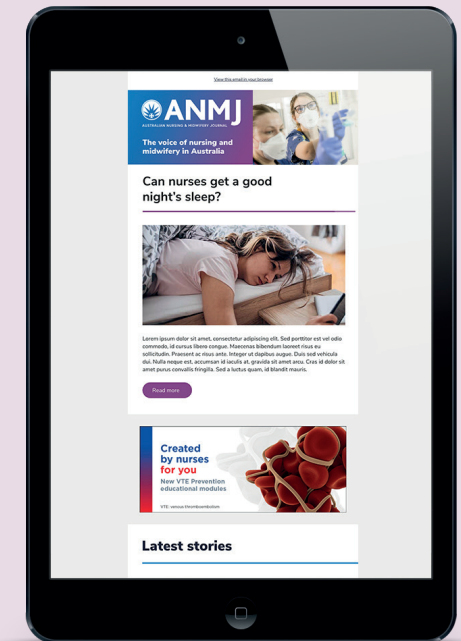 View this email in your browser
ANMJ
AUSTRALIAN NURSING & MIDWIFERY JOURNAL
The voice of nursing and
midwifery in Australia
Can nurses get a good
night's sleep?
Lorem ipsum dolor sit amet, consectetur adipiscing elit. Sed porttitor est vel odio
commodo, id cursus libero congue. Maecenas bibendum laoreet risus eu
sollicitudin. Praesent ac risus ante. Integer ut dapibus augue. Duis sed vehicula
dui. Nulla neque est, accumsan id iaculis at, gravida sit amet arcu. Cras id dolor sit
amet purus convallis fringilla. Sed a luctus quam, id blandit mauris.
Read more
Created
by nurses
for you
New VTE Prevention
educational modules
VTE: venous thromboembolism
Latest stories